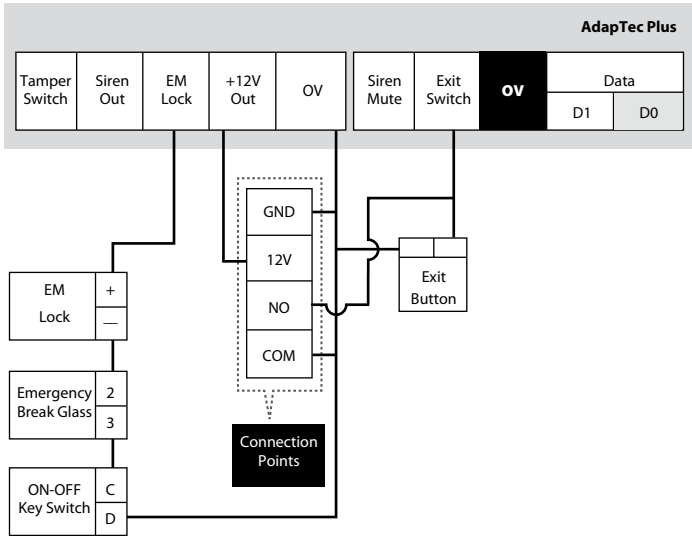 AdapTec Plus
Tamper
Switch
Siren
Out
EM
Lock
+12V
Out
OV
Siren
Mute
Exit
Switch
OV
Data
D1
D0
GND
12V
NO
COM
Connection
Points
Exit
Button
EM
Lock
+
—
Emergency
Break Glass
2
3
ON-OFF
Key Switch
C
D